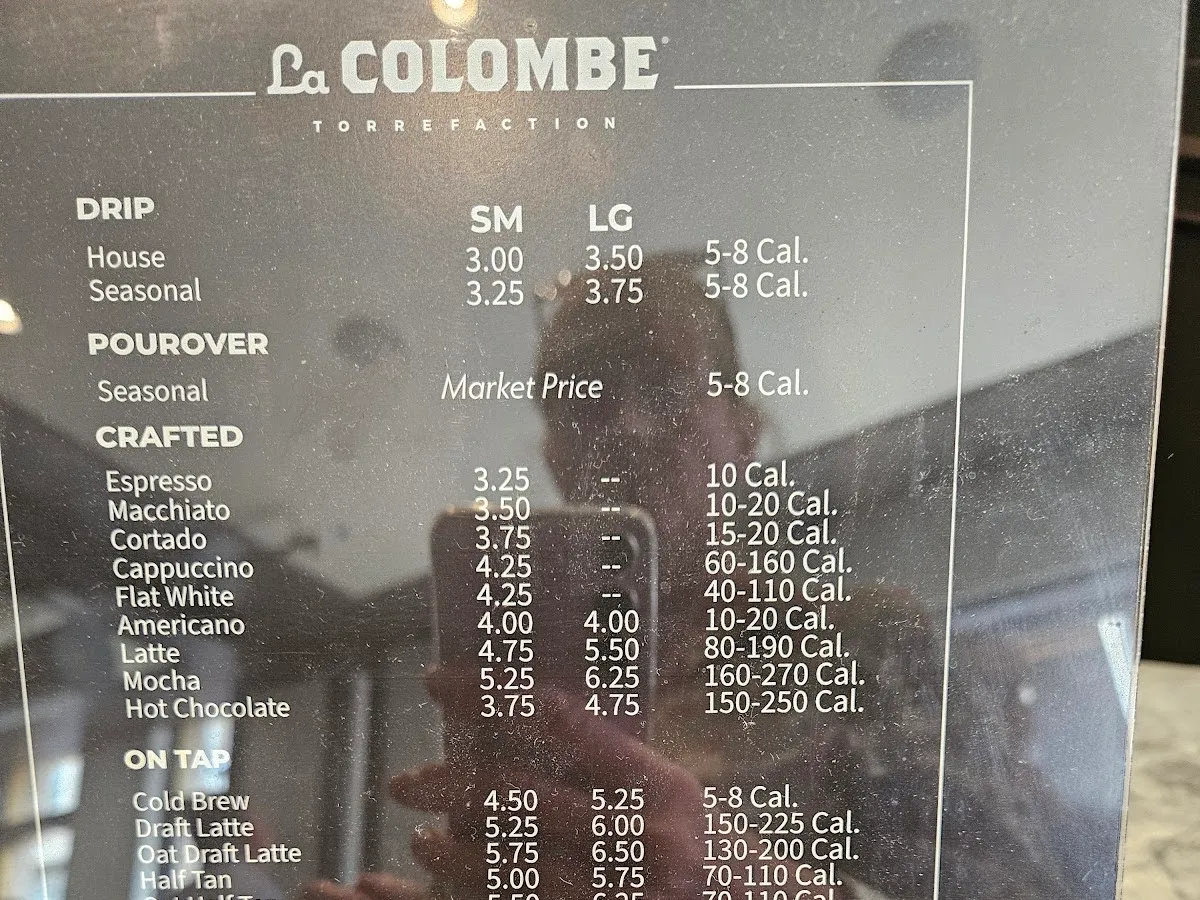 La COLOMBE
TORREFACTION
DRIP SM LG
House 3.00 3.50 5-8 Cal.
Seasonal 3.25 3.75 5-8 Cal.
POUROVER
Seasonal Market Price 5-8 Cal.
CRAFTED
Espresso 3.25 -- 10 Cal.
Macchiato 3.50 -- 10-20 Cal.
Cortado 3.75 -- 15-20 Cal.
Cappuccino 4.25 -- 60-160 Cal.
Flat White 4.25 -- 40-110 Cal.
Americano 4.00 4.00 10-20 Cal.
Latte 4.75 5.50 80-190 Cal.
Mocha 5.25 6.25 160-270 Cal.
Hot Chocolate 3.75 4.75 150-250 Cal.
ON TAP
Cold Brew 4.50 5.25 5-8 Cal.
Draft Latte 5.25 6.00 150-225 Cal.
Oat Draft Latte 5.75 6.50 130-200 Cal.
Half Tan 5.00 5.75 70-110 Cal.